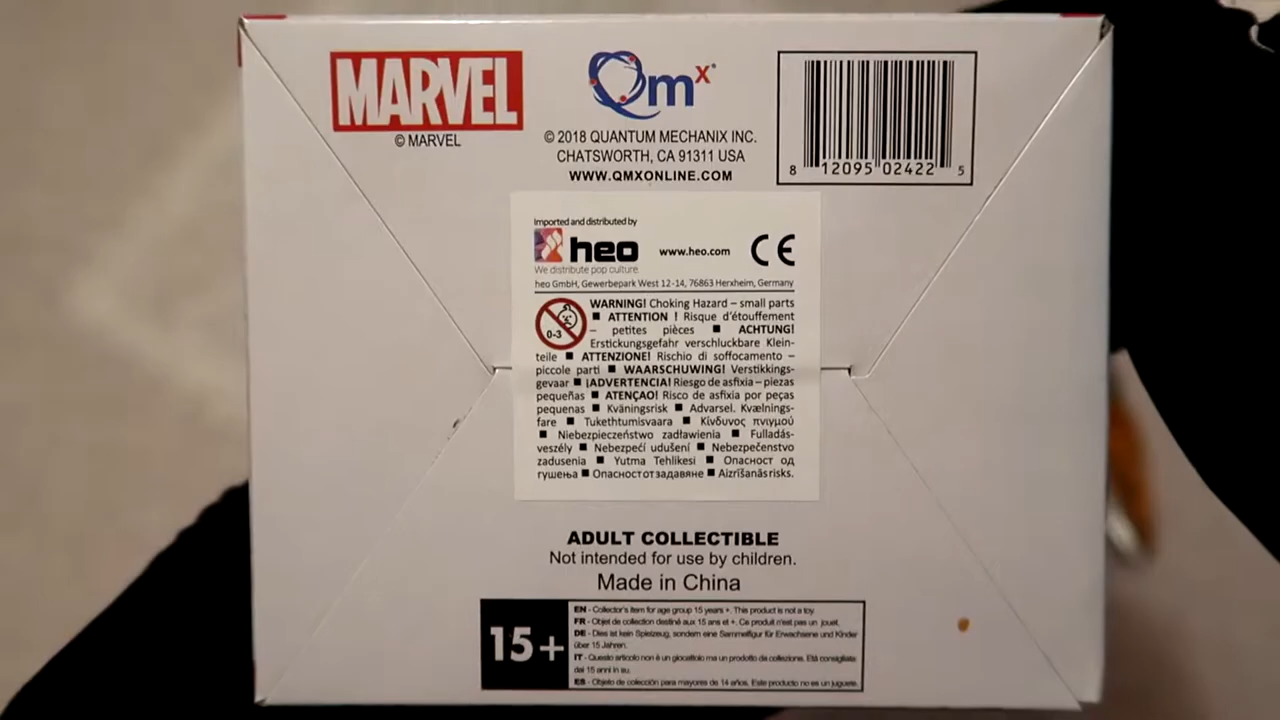 MARVEL
© MARVEL
Qmx
© 2018 QUANTUM MECHANIX INC.
CHATSWORTH, CA 91311 USA
WWW.QMXONLINE.COM
8 12095 02422 5
Imported and distributed by
heo www.heo.com CE
We distribute pop culture
heo GmbH, Gewerbepark West 12-14, 76863 Herxheim, Germany
0-3
WARNING! Choking Hazard – small parts
■ ATTENTION ! Risque d'étouffement
– petites pièces ■ ACHTUNG!
Erstickungsgefahr verschluckbare Klein-
teile ■ ATTENZIONE! Rischio di soffocamento –
piccole parti ■ WAARSCHUWING! Verstikkings-
gevaar ■ ¡ADVERTENCIA! Riesgo de asfixia – piezas
pequeñas ■ ATENÇAO! Risco de asfixia por peças
pequenas ■ Kväningsrisk ■ Advarsel. Kvælnings-
fare ■ Tukethtumisvaara ■ Κίνδυνος πνιγμού
■ Niebezpieczeństwo zadławienia ■ Fulladás-
veszély ■ Nebezpečí udušení ■ Nebezpečenstvo
zadusenia ■ Yutma Tehlikesi ■ Опасност од
гушења ■ Опасност от задавяне ■ Aizrīšanās risks.
ADULT COLLECTIBLE
Not intended for use by children.
Made in China
15+
EN - Collector's item for age group 15 years +. This product is not a toy.
FR - Objet de collection destiné aux 15 ans et +. Ce produit n'est pas un jouet.
DE - Dies ist kein Spielzeug, sondern eine Sammelfigur für Erwachsene und Kinder
über 15 Jahren.
IT - Questo articolo non è un giocattolo ma un prodotto da collezione. Età consigliata
dai 15 anni in su.
ES - Objeto de colección para mayores de 14 años. Este producto no es un juguete.